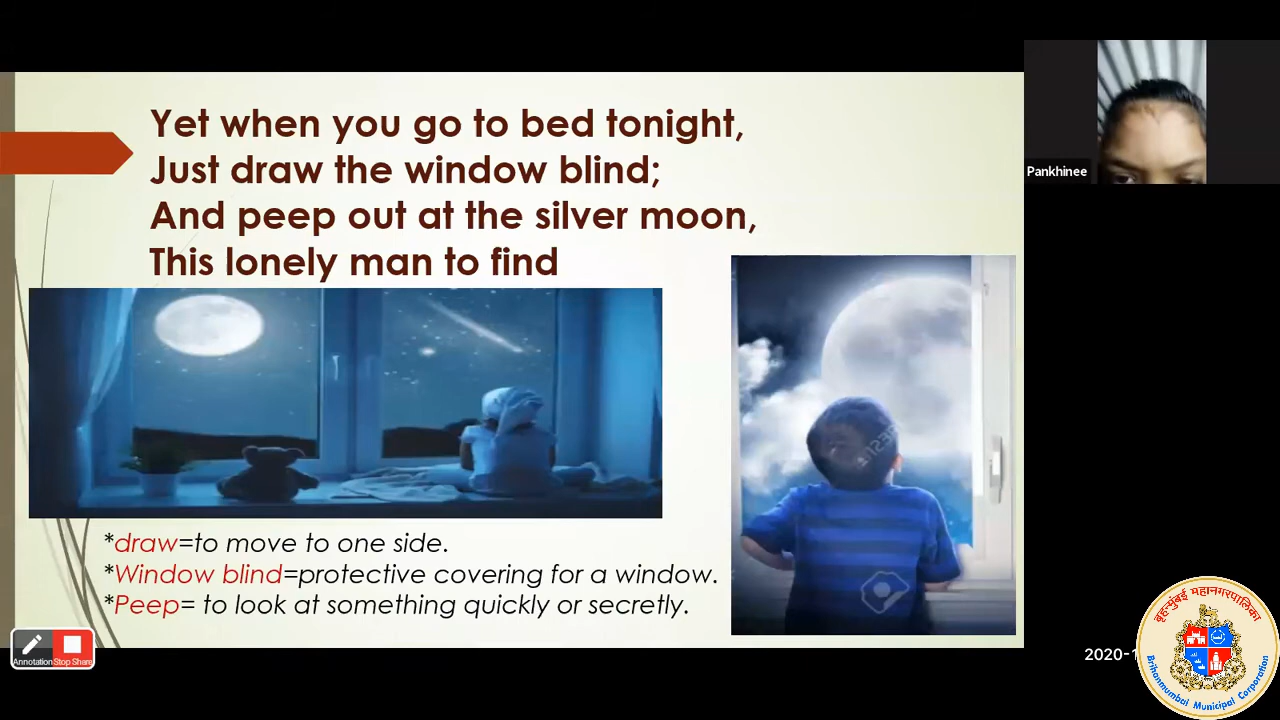 Yet when you go to bed tonight,
Just draw the window blind;
And peep out at the silver moon,
This lonely man to find
*draw=to move to one side.
*Window blind=protective covering for a window.
*Peep= to look at something quickly or secretly.
Pankhinee
Annotation Stop Share
2020-1
बृहन्मुंबई महानगरपालिका
Brihanmumbai Municipal Corporation